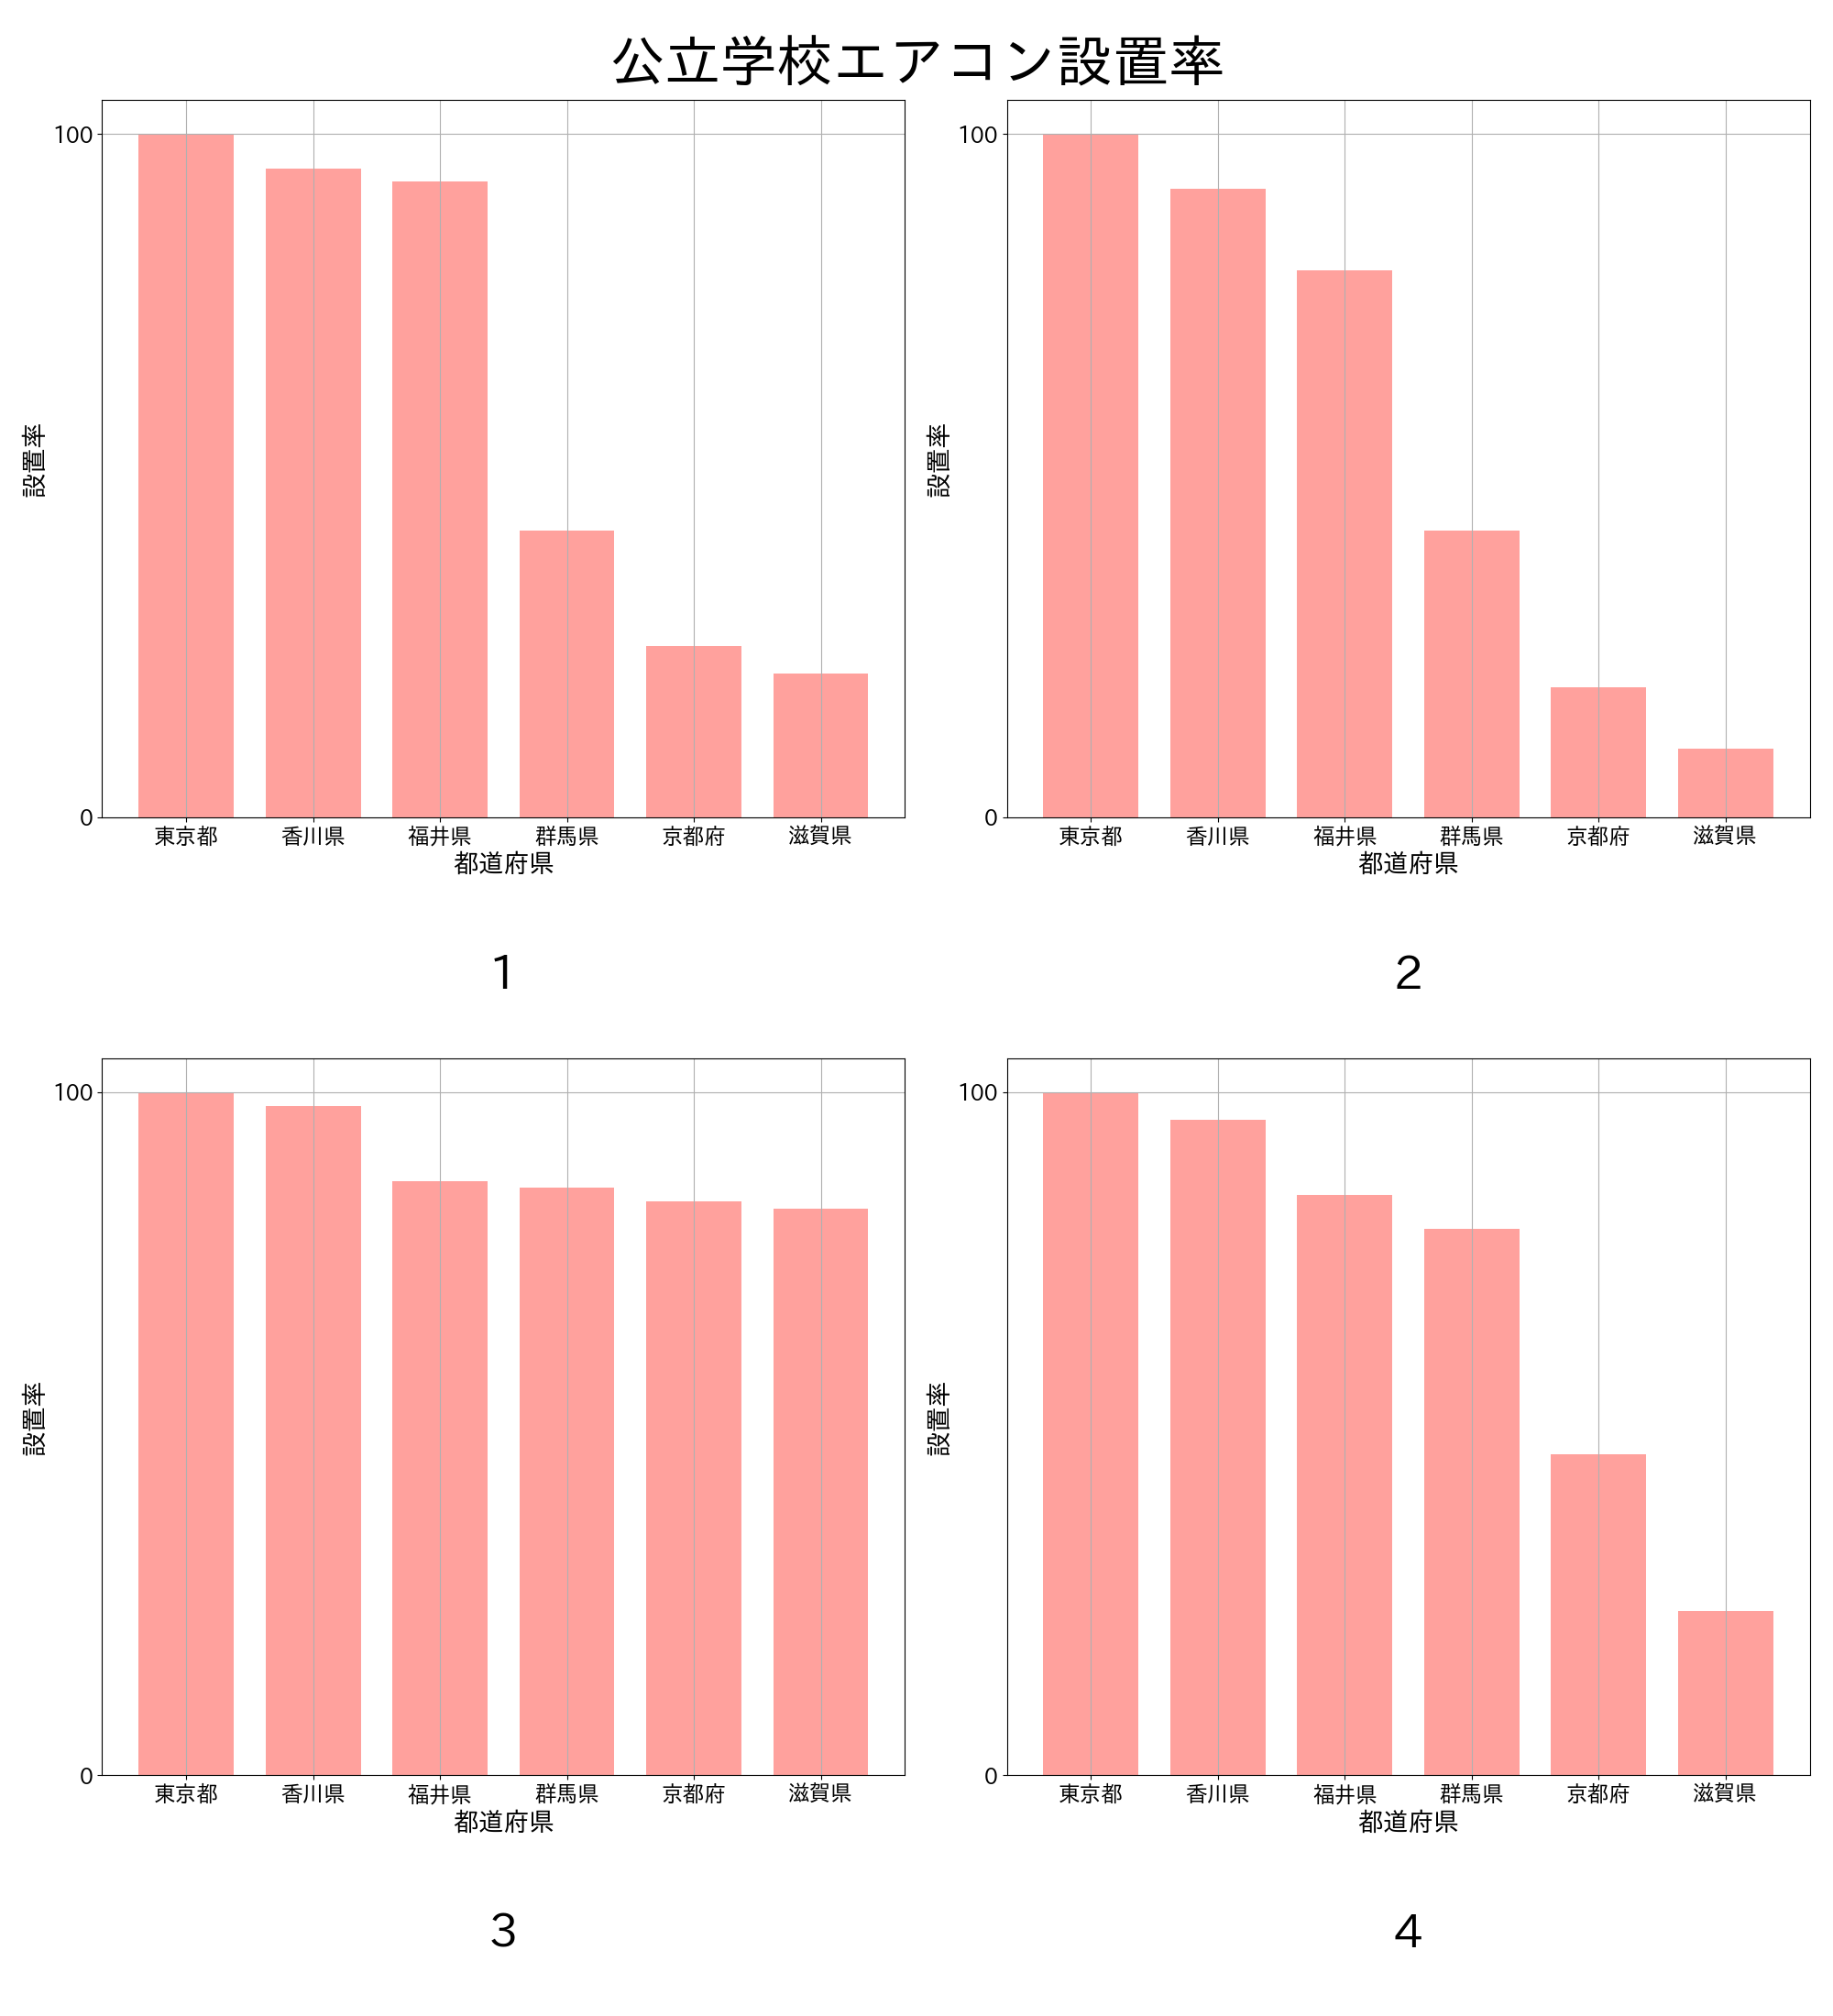 公立学校エアコン設置率
100
0
設置率
東京都 香川県 福井県 群馬県 京都府 滋賀県
都道府県
1
100
0
設置率
東京都 香川県 福井県 群馬県 京都府 滋賀県
都道府県
2
100
0
設置率
東京都 香川県 福井県 群馬県 京都府 滋賀県
都道府県
3
100
0
設置率
東京都 香川県 福井県 群馬県 京都府 滋賀県
都道府県
4